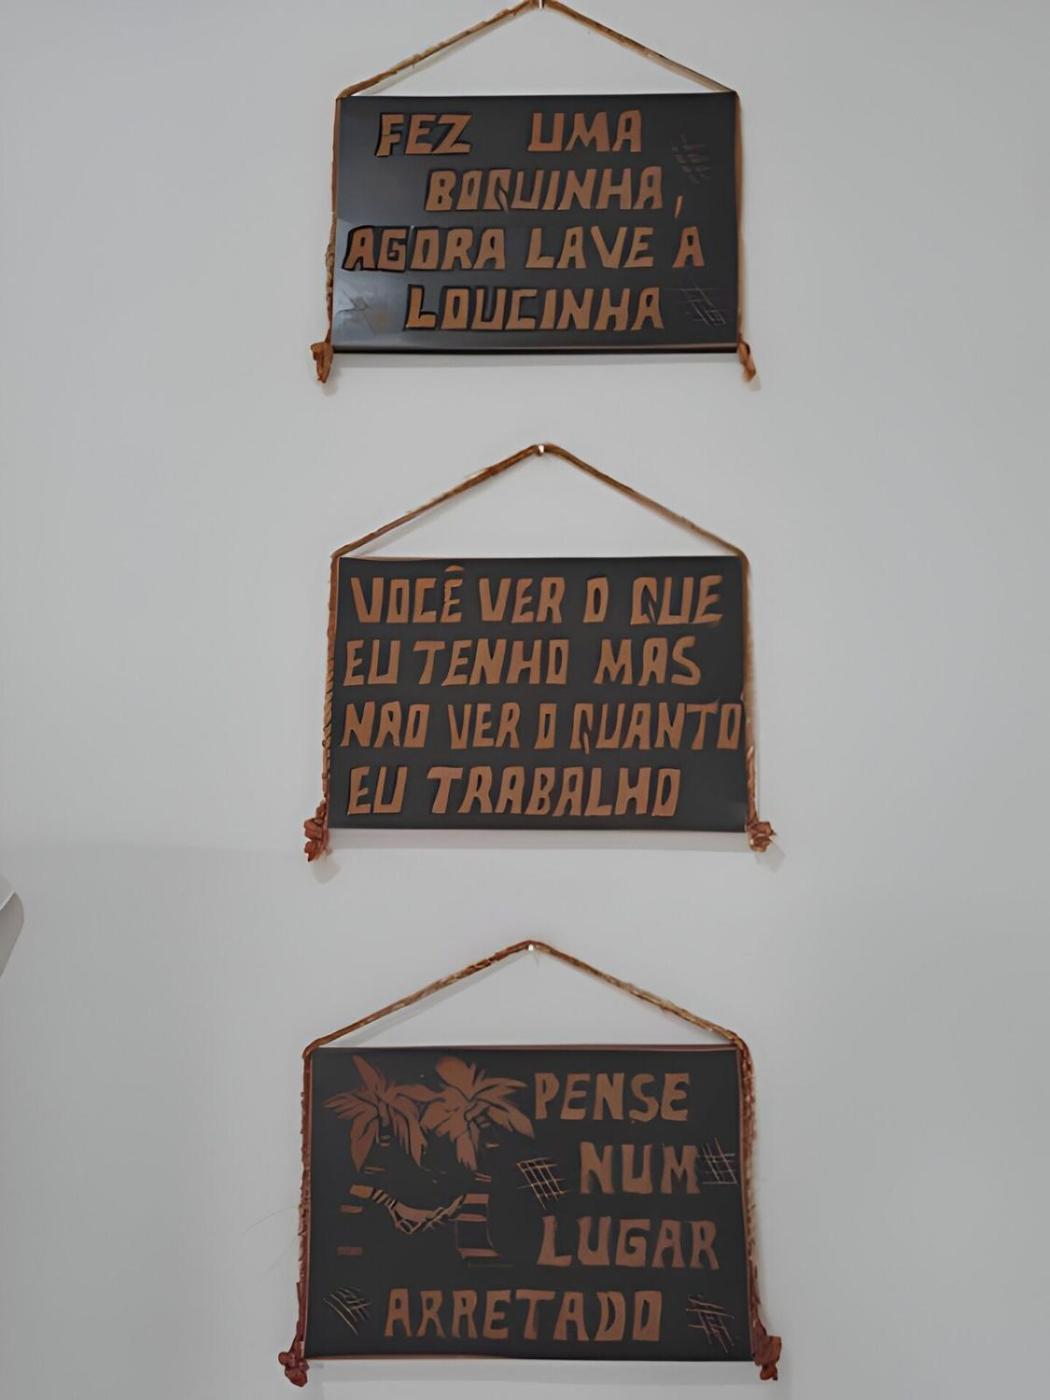 FEZ UMA
BOQUINHA,
AGORA LAVE A
LOUCINHA
VOCÊ VER O QUE
EU TENHO MAS
NAO VER O QUANTO
EU TRABALHO
PENSE
NUM
LUGAR
ARRETADO